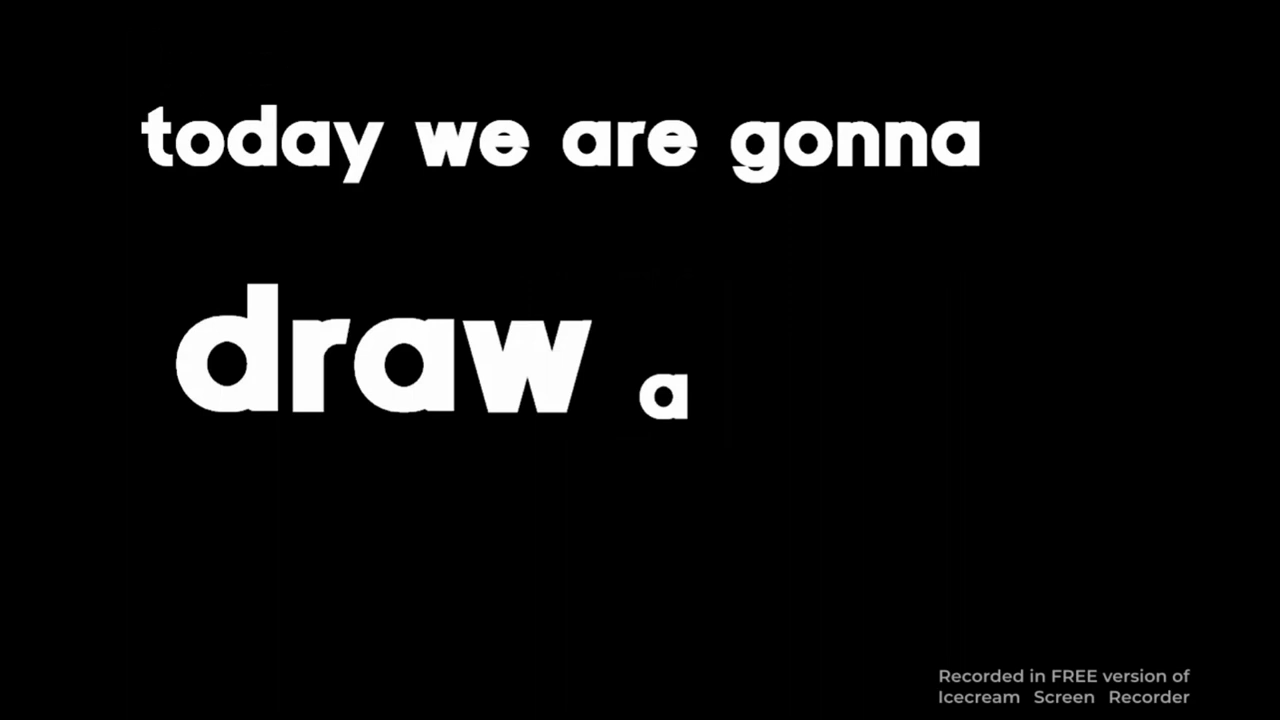 today we are gonna
draw a
Recorded in FREE version of
Icecream Screen Recorder